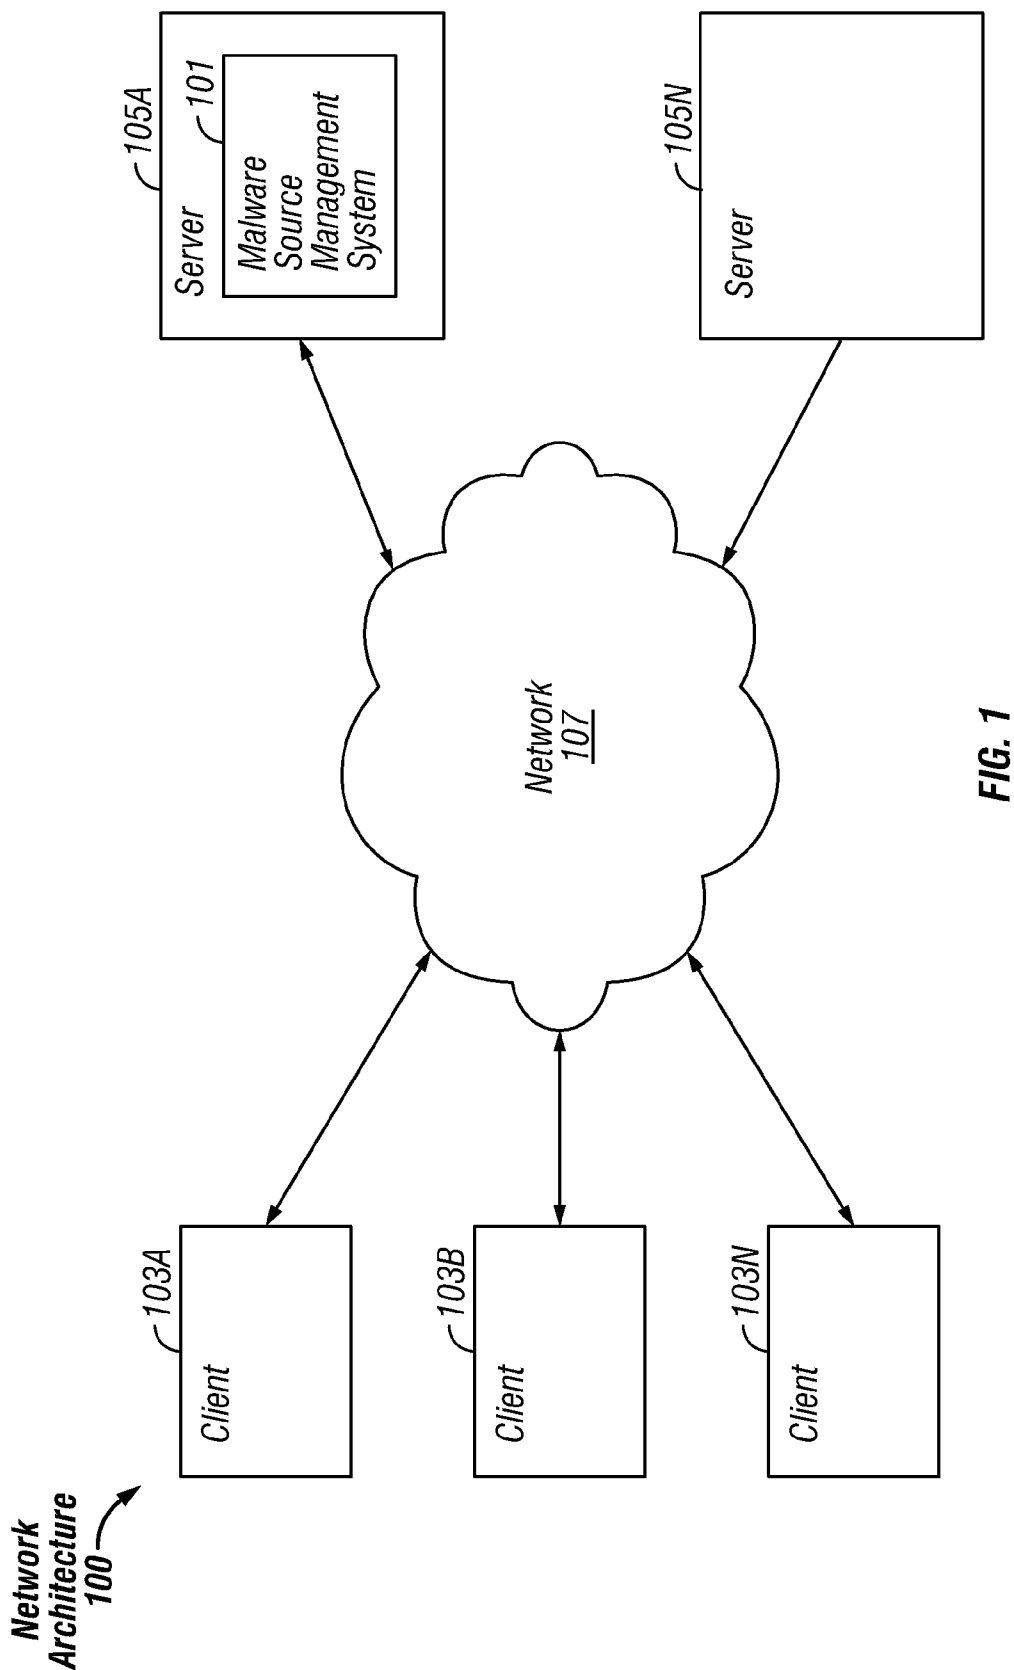 Network
Architecture
100
103A
Client
103B
Client
103N
Client
Network
107
105A
Server
101
Malware
Source
Management
System
105N
Server
FIG. 1